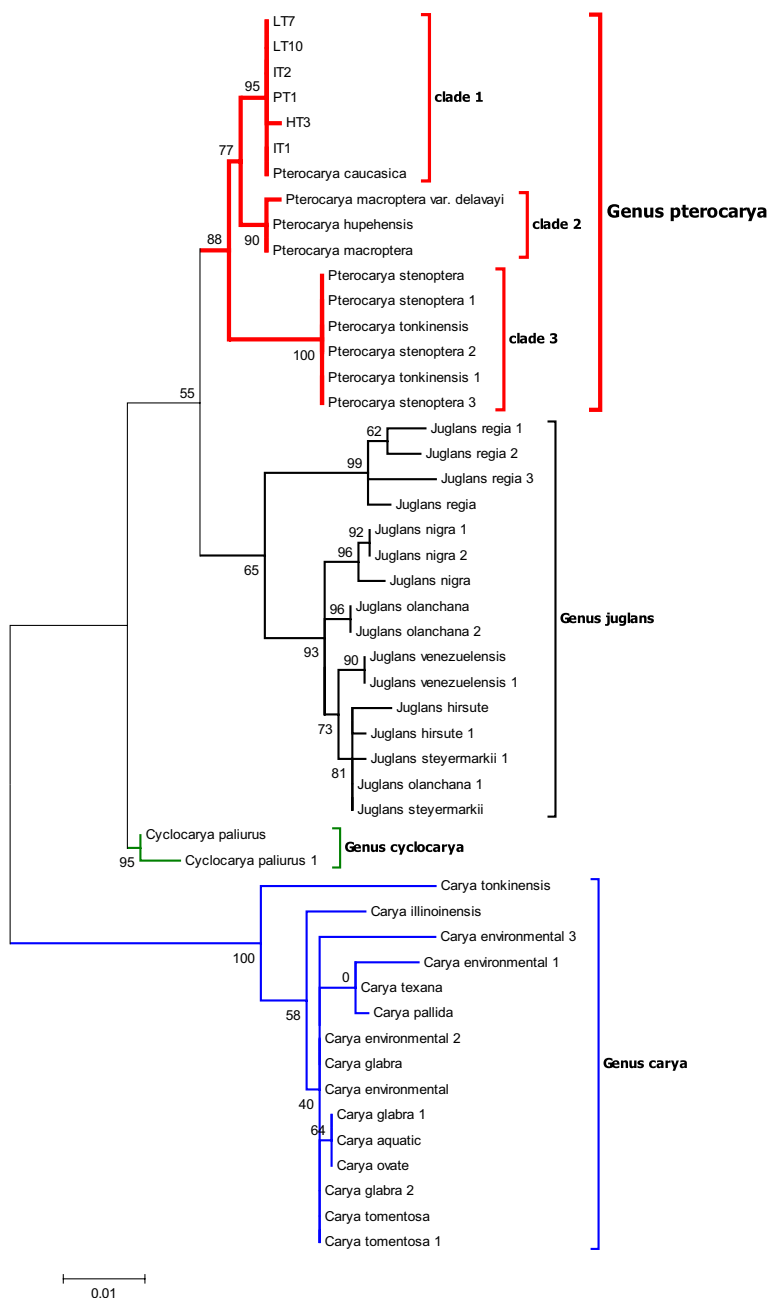 LT7
LT10
IT2
95
PT1
clade 1
HT3
77
IT1
Pterocarya caucasica
Pterocarya macroptera var. delavayi
Genus pterocarya
Pterocarya hupehensis
clade 2
90
88
Pterocarya macroptera
Pterocarya stenoptera
Pterocarya stenoptera 1
Pterocarya tonkinensis
clade 3
Pterocarya stenoptera 2
100
Pterocarya tonkinensis 1
55
Pterocarya stenoptera 3
Juglans regia 1
62
Juglans regia 2
99
Juglans regia 3
Juglans regia
Juglans nigra 1
92
Juglans nigra 2
96
65
Juglans nigra
Juglans olanchana
96
Genus juglans
Juglans olanchana 2
93
Juglans venezuelensis
90
Juglans venezuelensis 1
Juglans hirsute
73
Juglans hirsute 1
Juglans steyermarkii 1
81
Juglans olanchana 1
Juglans steyermarkii
Cyclocarya paliurus
Genus cyclocarya
95
Cyclocarya paliurus 1
Carya tonkinensis
Carya illinoinensis
Carya environmental 3
100
Carya environmental 1
0
Carya texana
58
Carya pallida
Carya environmental 2
Carya glabra
Genus carya
Carya environmental
40
Carya glabra 1
64
Carya aquatic
Carya ovate
Carya glabra 2
Carya tomentosa
Carya tomentosa 1
0.01